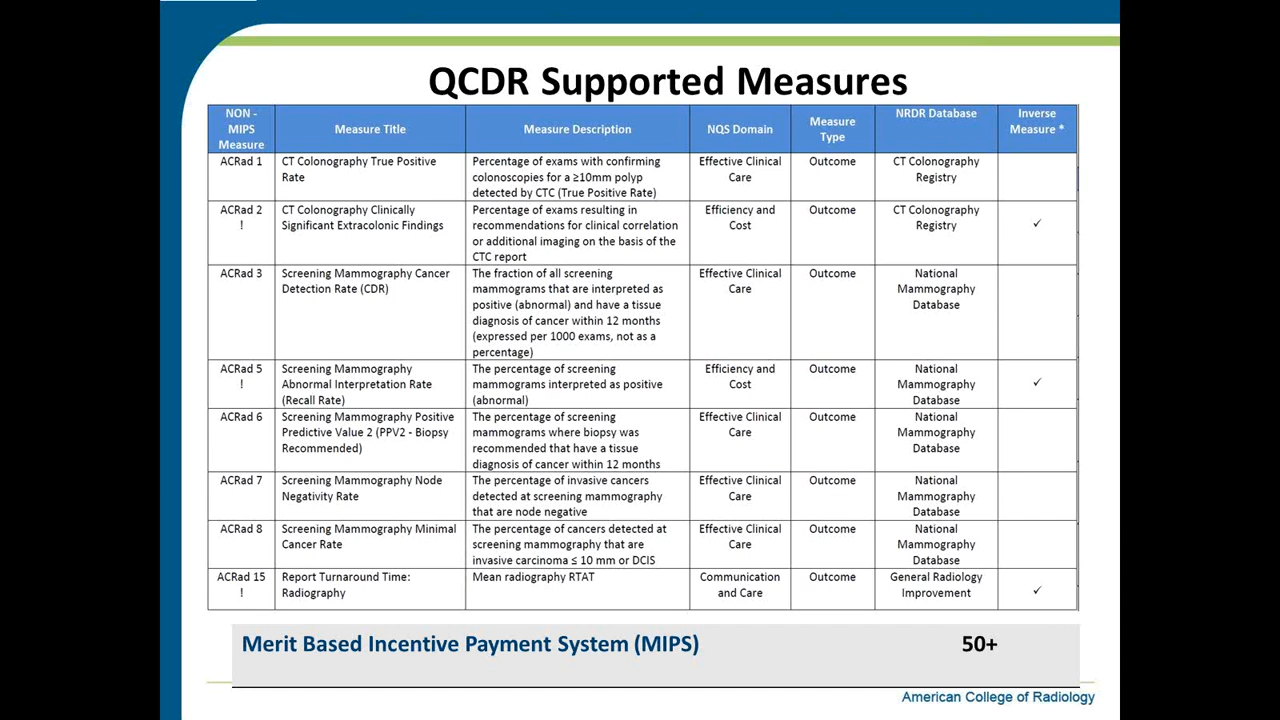 QCDR Supported Measures
NON -
MIPS
Measure
Measure Title
Measure Description
NQS Domain
Measure
Type
NRDR Database
Inverse
Measure *
ACRad 1
CT Colonography True Positive
Rate
Percentage of exams with confirming
colonoscopies for a ≥10mm polyp
detected by CTC (True Positive Rate)
Effective Clinical
Care
Outcome
CT Colonography
Registry
ACRad 2
!
CT Colonography Clinically
Significant Extracolonic Findings
Percentage of exams resulting in
recommendations for clinical correlation
or additional imaging on the basis of the
CTC report
Efficiency and
Cost
Outcome
CT Colonography
Registry
✓
ACRad 3
Screening Mammography Cancer
Detection Rate (CDR)
The fraction of all screening
mammograms that are interpreted as
positive (abnormal) and have a tissue
diagnosis of cancer within 12 months
(expressed per 1000 exams, not as a
percentage)
Effective Clinical
Care
Outcome
National
Mammography
Database
ACRad 5
!
Screening Mammography
Abnormal Interpretation Rate
(Recall Rate)
The percentage of screening
mammograms interpreted as positive
(abnormal)
Efficiency and
Cost
Outcome
National
Mammography
Database
✓
ACRad 6
Screening Mammography Positive
Predictive Value 2 (PPV2 - Biopsy
Recommended)
The percentage of screening
mammograms where biopsy was
recommended that have a tissue
diagnosis of cancer within 12 months
Effective Clinical
Care
Outcome
National
Mammography
Database
ACRad 7
Screening Mammography Node
Negativity Rate
The percentage of invasive cancers
detected at screening mammography
that are node negative
Effective Clinical
Care
Outcome
National
Mammography
Database
ACRad 8
Screening Mammography Minimal
Cancer Rate
The percentage of cancers detected at
screening mammography that are
invasive carcinoma ≤ 10 mm or DCIS
Effective Clinical
Care
Outcome
National
Mammography
Database
ACRad 15
!
Report Turnaround Time:
Radiography
Mean radiography RTAT
Communication
and Care
Outcome
General Radiology
Improvement
✓
Merit Based Incentive Payment System (MIPS) 50+
American College of Radiology